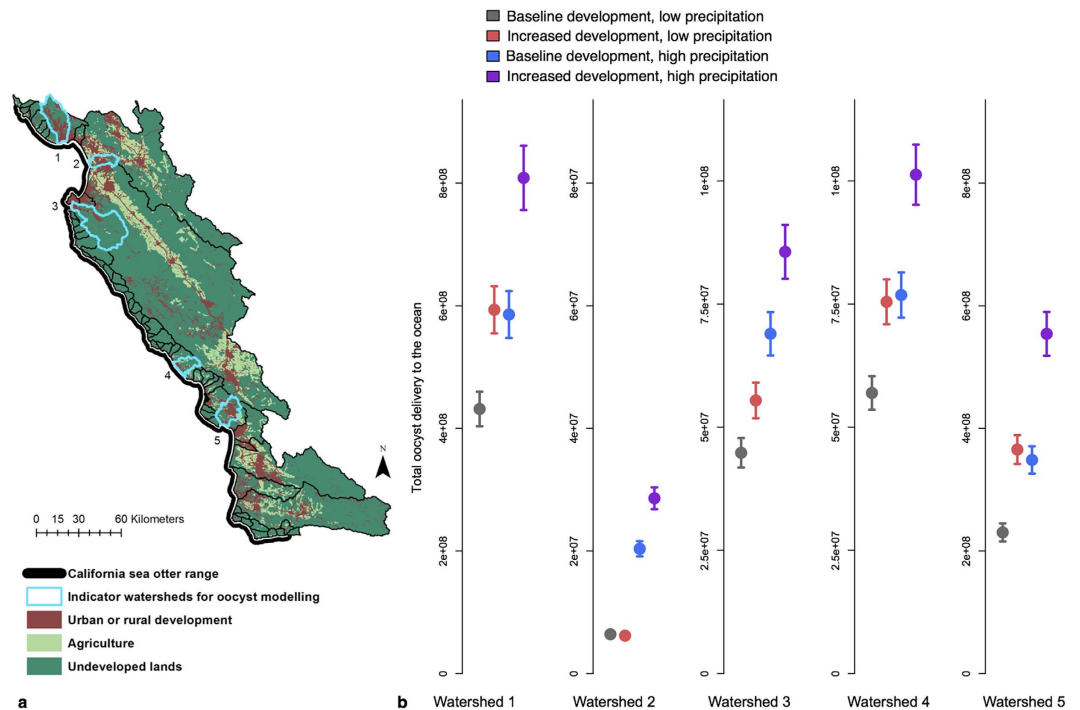 Baseline development, low precipitation
Increased development, low precipitation
Baseline development, high precipitation
Increased development, high precipitation
1
2
3
4
5
N
0 15 30 60 Kilometers
California sea otter range
Indicator watersheds for oocyst modelling
Urban or rural development
Agriculture
Undeveloped lands
a
Total oocyst delivery to the ocean
8e+08
6e+08
4e+08
2e+08
0
Watershed 1
8e+07
6e+07
4e+07
2e+07
0
Watershed 2
1e+08
7.5e+07
5e+07
2.5e+07
0
Watershed 3
1e+08
7.5e+07
5e+07
2.5e+07
0
Watershed 4
8e+08
6e+08
4e+08
2e+08
0
Watershed 5
b